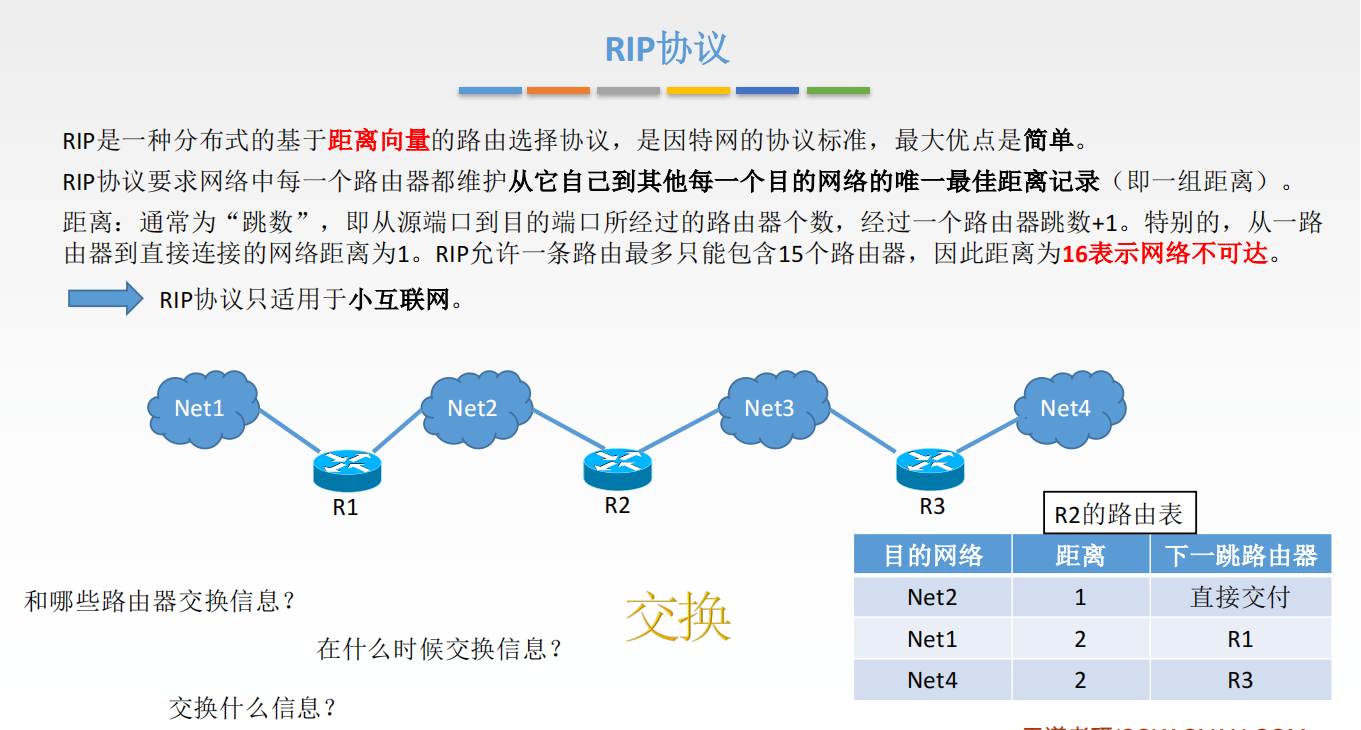 RIP协议
RIP是一种分布式的基于距离向量的路由选择协议，是因特网的协议标准，最大优点是简单。
RIP协议要求网络中每一个路由器都维护从它自己到其他每一个目的网络的唯一最佳距离记录（即一组距离）。
距离：通常为“跳数”，即从源端口到目的端口所经过的路由器个数，经过一个路由器跳数+1。特别的，从一路
由器到直接连接的网络距离为1。RIP允许一条路由最多只能包含15个路由器，因此距离为16表示网络不可达。
RIP协议只适用于小互联网。
Net1 Net2 Net3 Net4
R1 R2 R3
R2的路由表
目的网络 距离 下一跳路由器
Net2 1 直接交付
Net1 2 R1
Net4 2 R3
和哪些路由器交换信息？
交换
在什么时候交换信息？
交换什么信息？